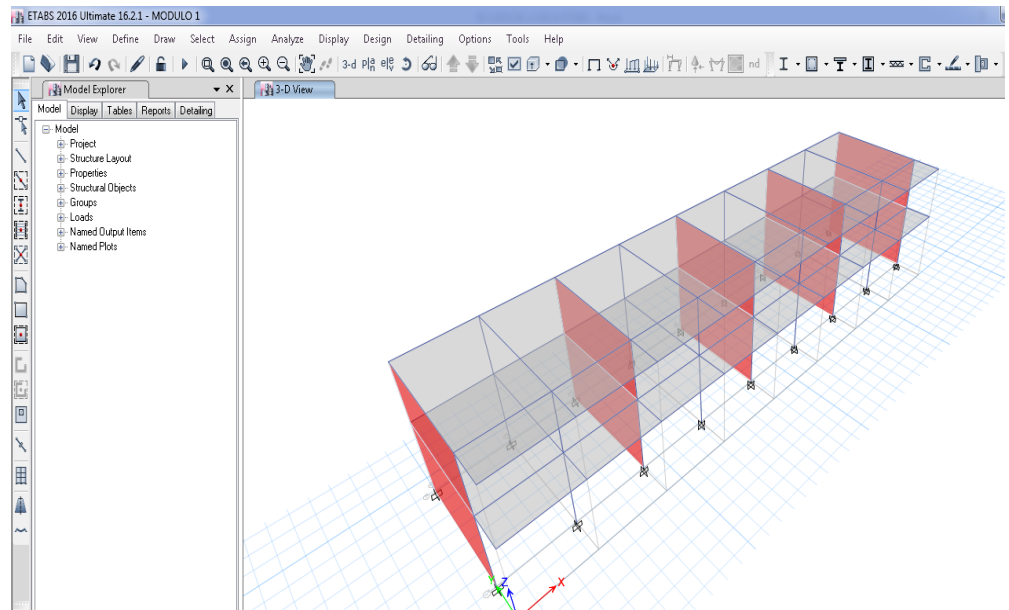 ETABS 2016 Ultimate 16.2.1 - MODULO 1
File Edit View Define Draw Select Assign Analyze Display Design Detailing Options Tools Help
3-d nd
Model Explorer
3-D View
Model Display Tables Reports Detailing
Model
Project
Structure Layout
Properties
Structural Objects
Groups
Loads
Named Output Items
Named Plots
Y Z X